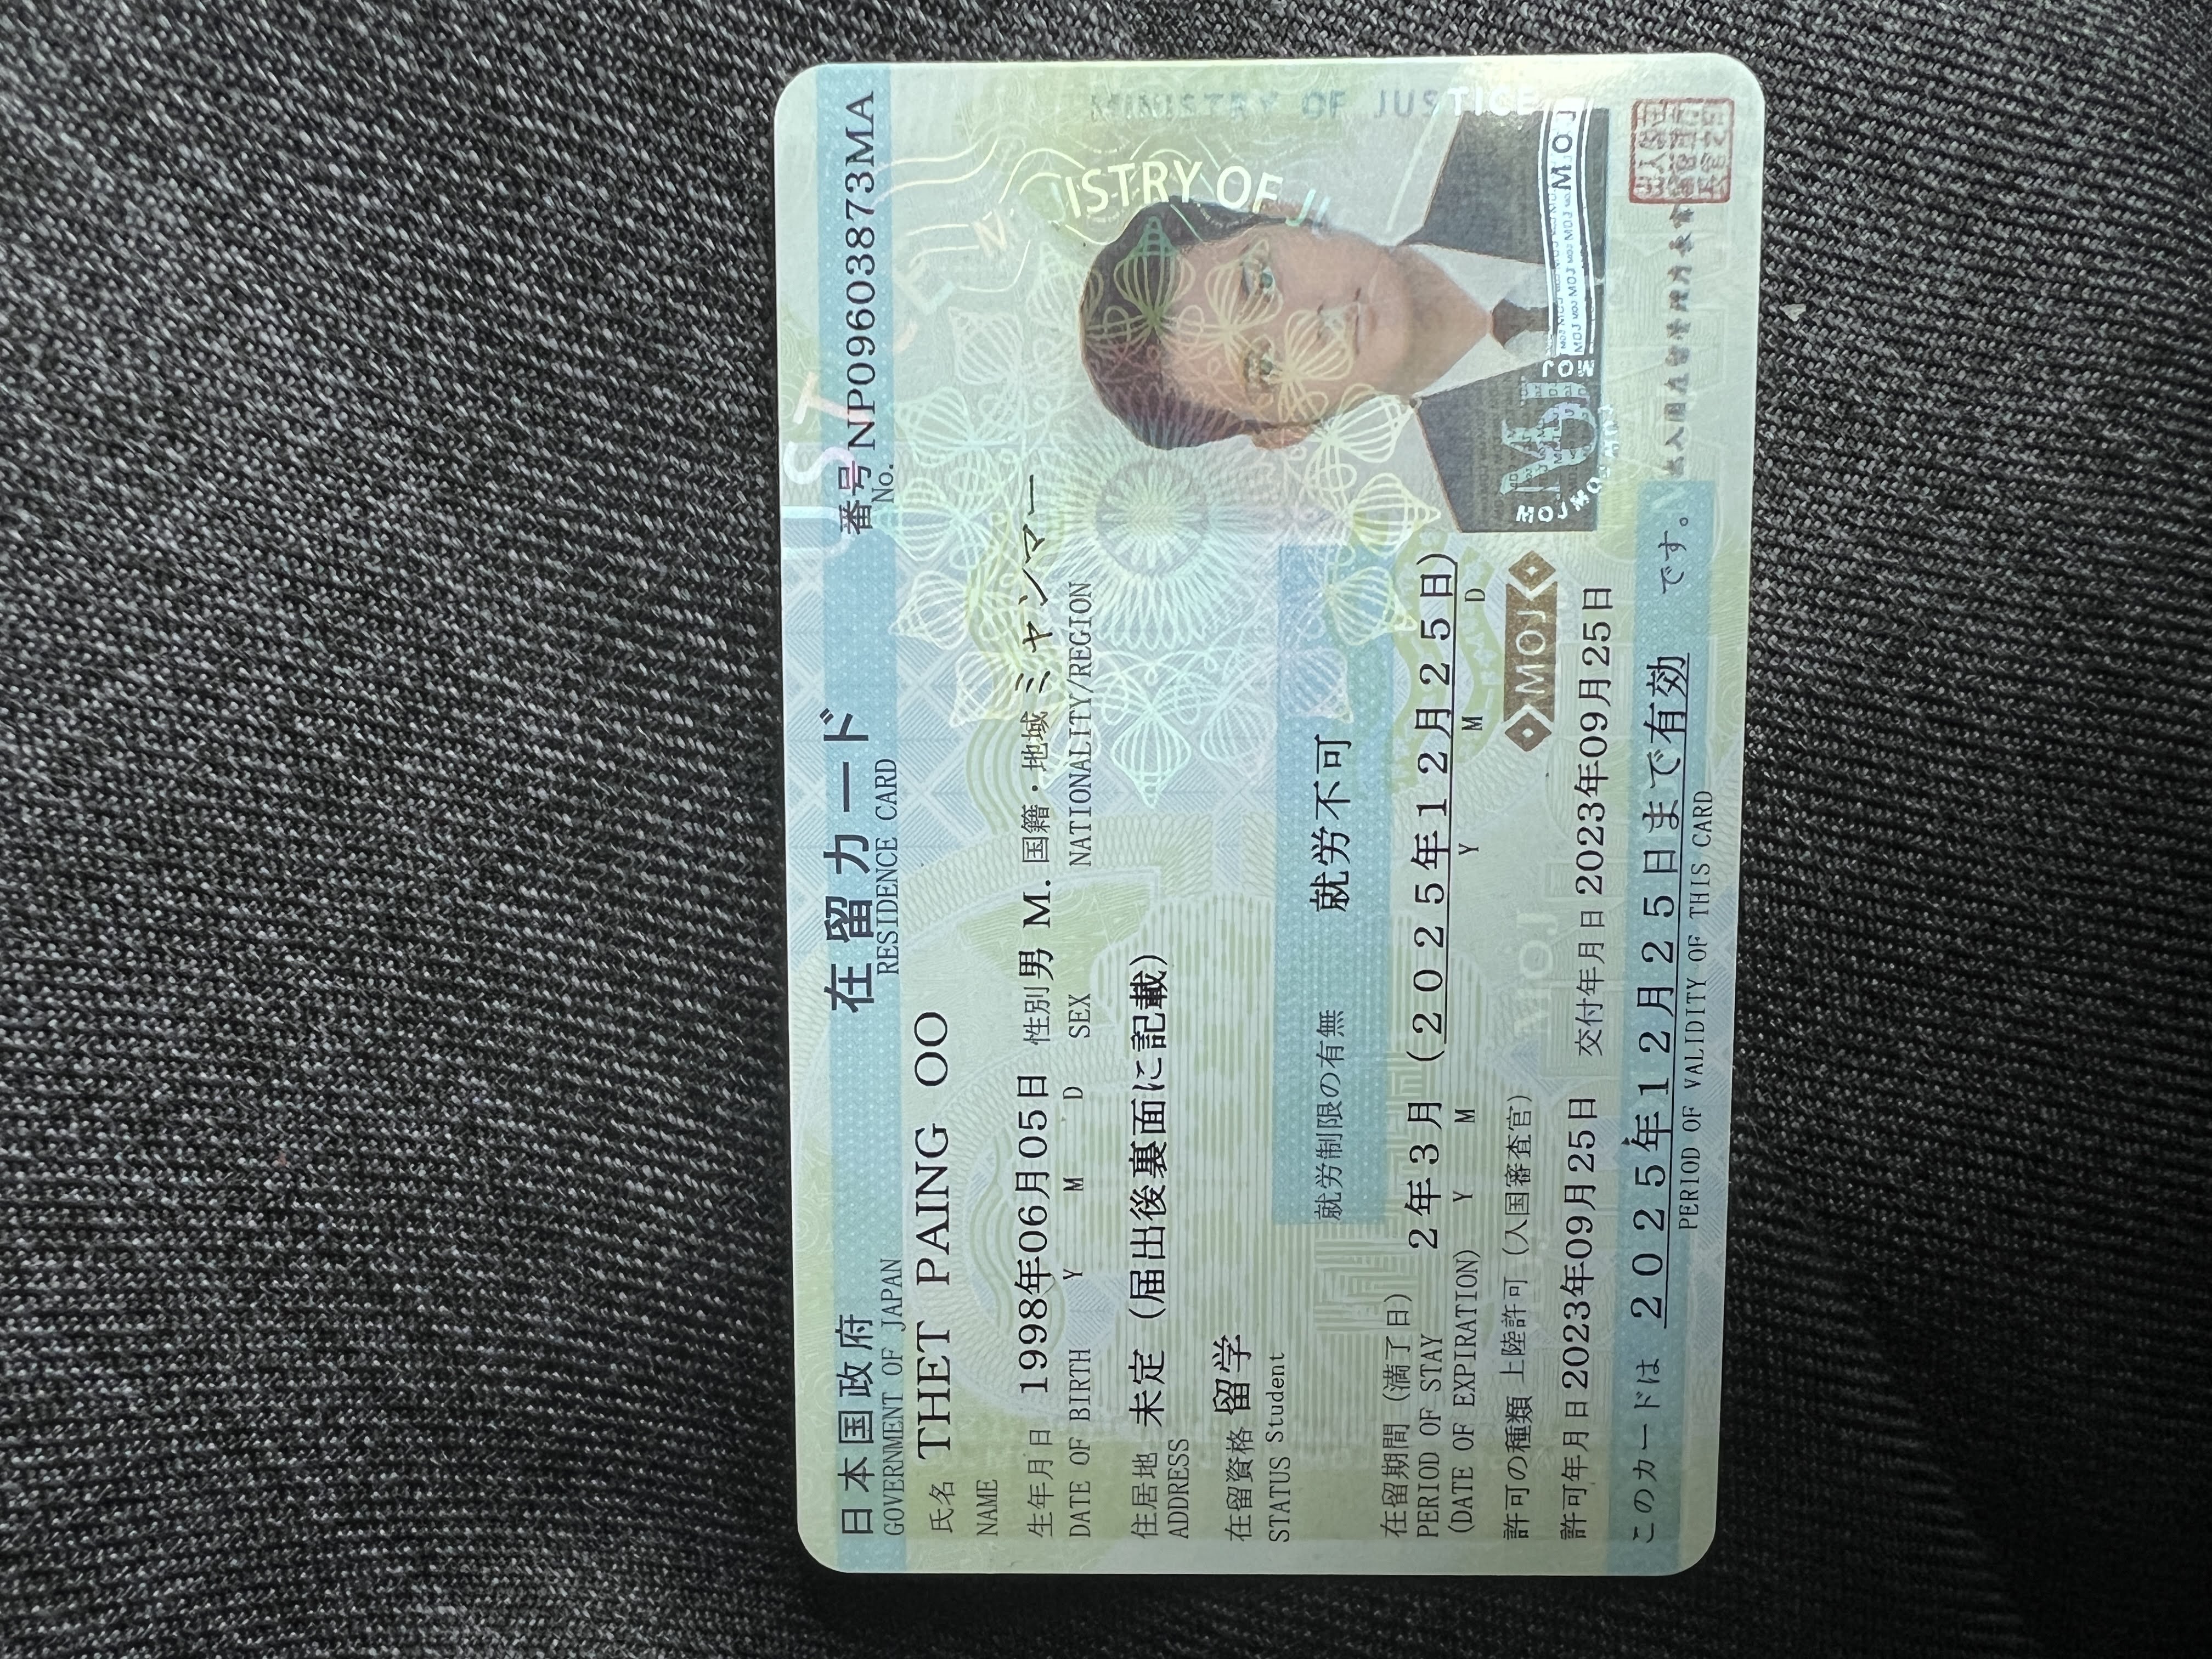 日本国政府 在留カード 番号 NP09603873MA
GOVERNMENT OF JAPAN RESIDENCE CARD No.
氏名 THET PAING OO
NAME
生年月日 1998年06月05日 性別 男 M. 国籍・地域 ミャンマー
DATE OF BIRTH Y M D SEX NATIONALITY/REGION
住居地 未定（届出後裏面に記載）
ADDRESS
在留資格 留学
STATUS Student
就労制限の有無 就労不可
在留期間（満了日）
PERIOD OF STAY 2年3月（2025年12月25日）
(DATE OF EXPIRATION) Y M Y M D
許可の種類 上陸許可（入国審査官）
MOJ
許可年月日 2023年09月25日 交付年月日 2023年09月25日
このカードは 2025年12月25日まで有効 です。
PERIOD OF VALIDITY OF THIS CARD
出入国在留管理庁長官
MINISTRY OF JUSTICE
MOJ